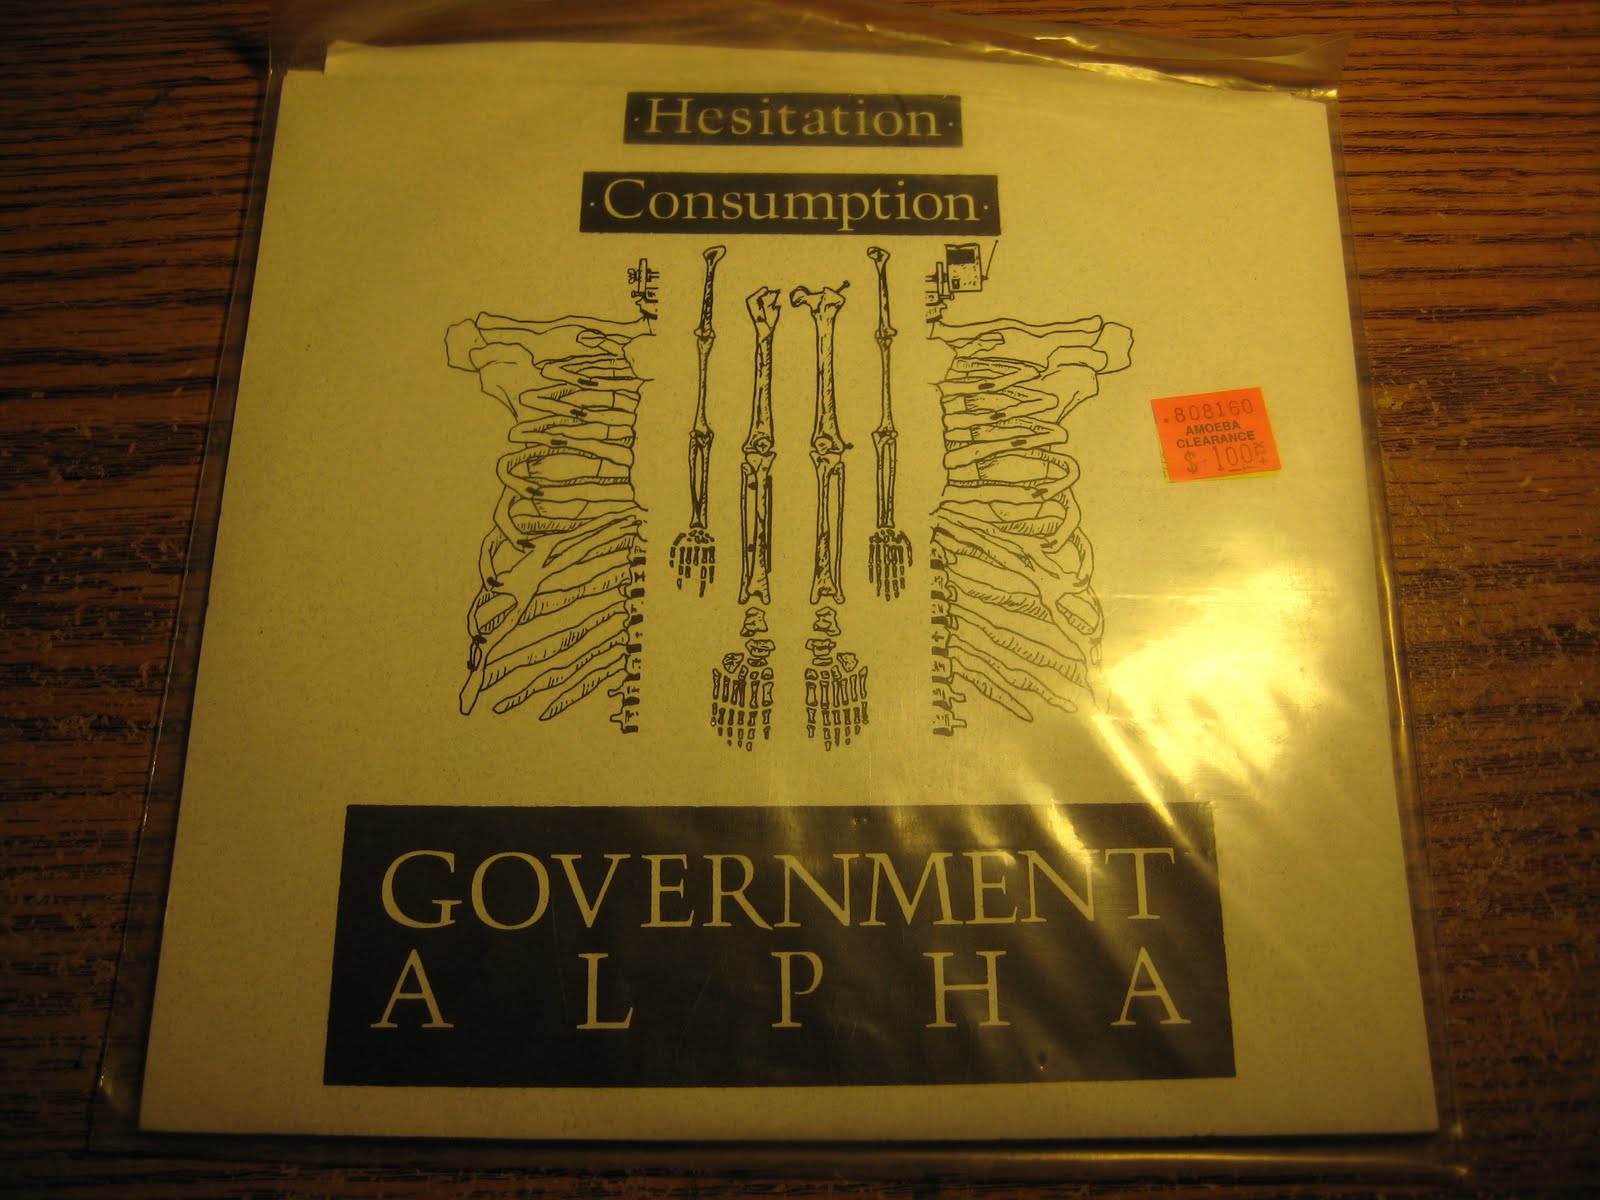 ·Hesitation·
·Consumption·
808160
AMOEBA
CLEARANCE
$ 1.00
GOVERNMENT
ALPHA